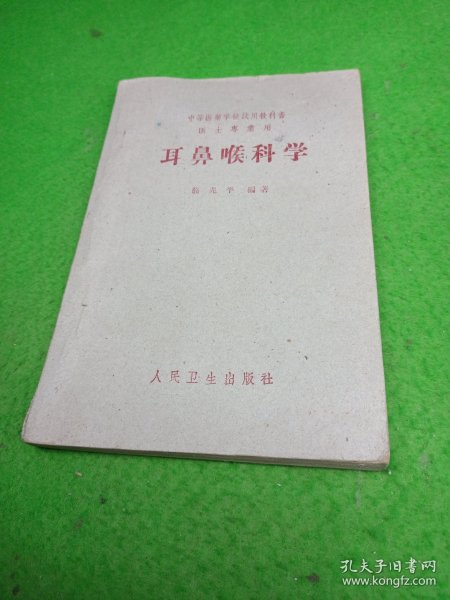 中等医药学校试用教科书
医士专业用
耳鼻喉科学
编著
人民卫生出版社
孔夫子旧书网
www.kongfz.com